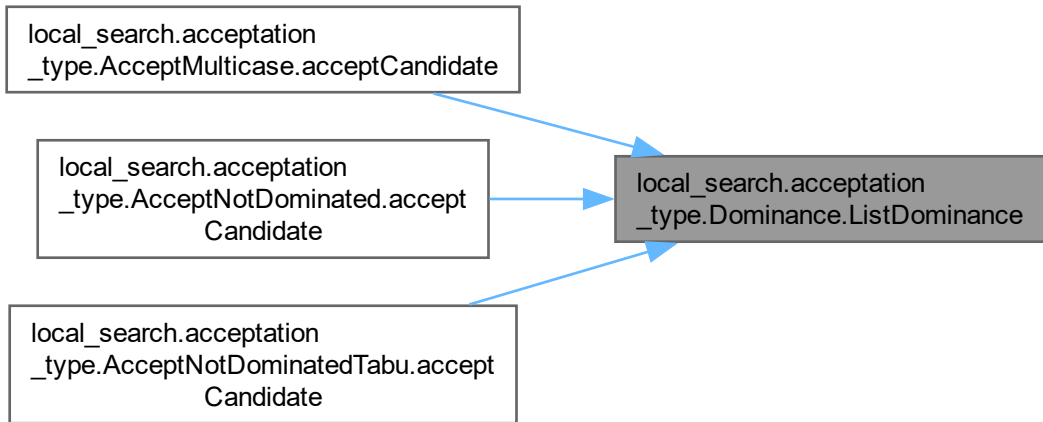 local_search.acceptation
_type.AcceptMulticase.acceptCandidate
local_search.acceptation
_type.AcceptNotDominated.accept
Candidate
local_search.acceptation
_type.Dominance.ListDominance
local_search.acceptation
_type.AcceptNotDominatedTabu.accept
Candidate